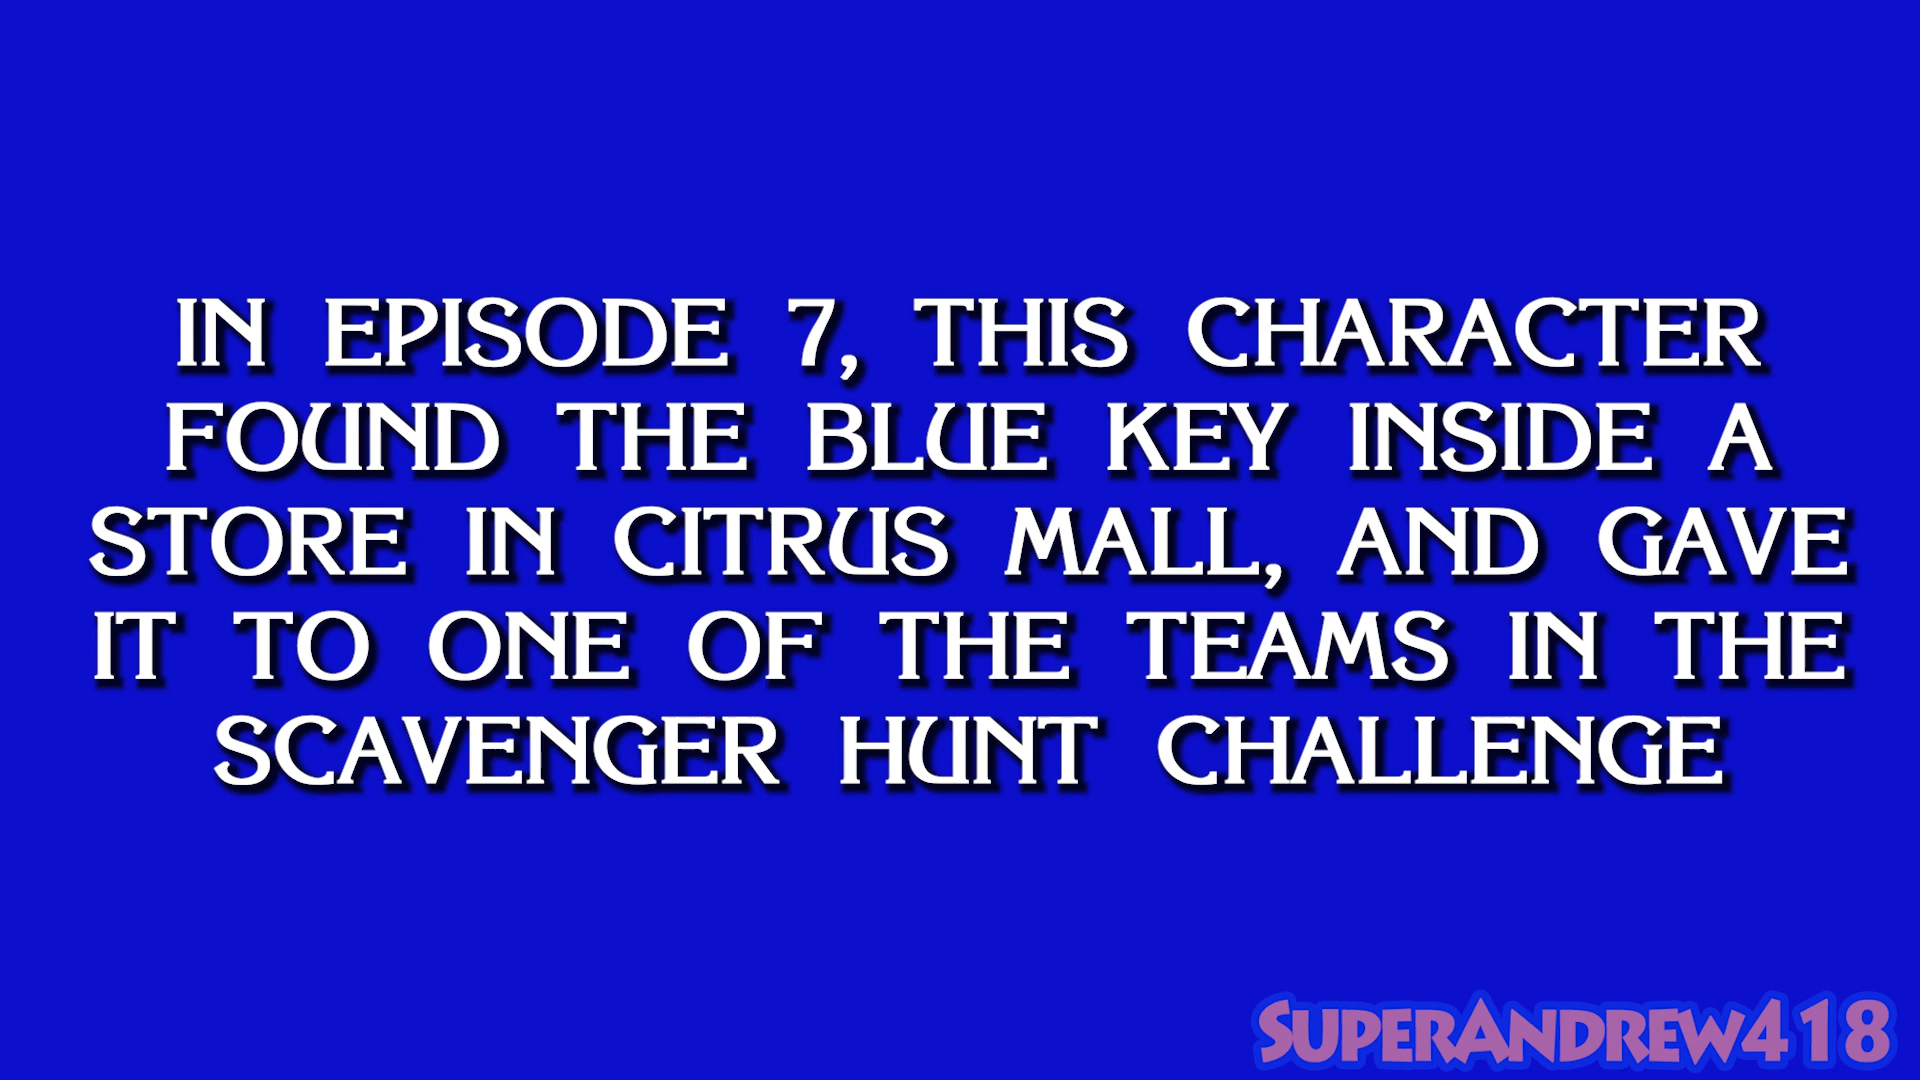 IN EPISODE 7, THIS CHARACTER
FOUND THE BLUE KEY INSIDE A
STORE IN CITRUS MALL, AND GAVE
IT TO ONE OF THE TEAMS IN THE
SCAVENGER HUNT CHALLENGE
SUPERANDREW418